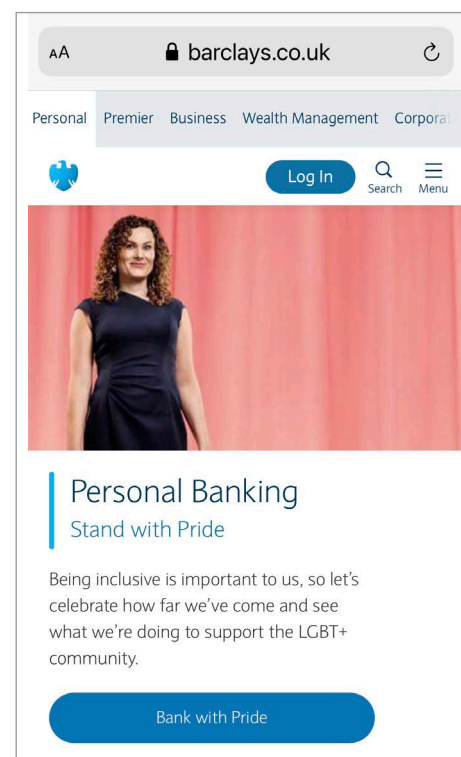 AA barclays.co.uk
Personal Premier Business Wealth Management Corporat
Log In Search Menu
Personal Banking
Stand with Pride
Being inclusive is important to us, so let's
celebrate how far we've come and see
what we're doing to support the LGBT+
community.
Bank with Pride